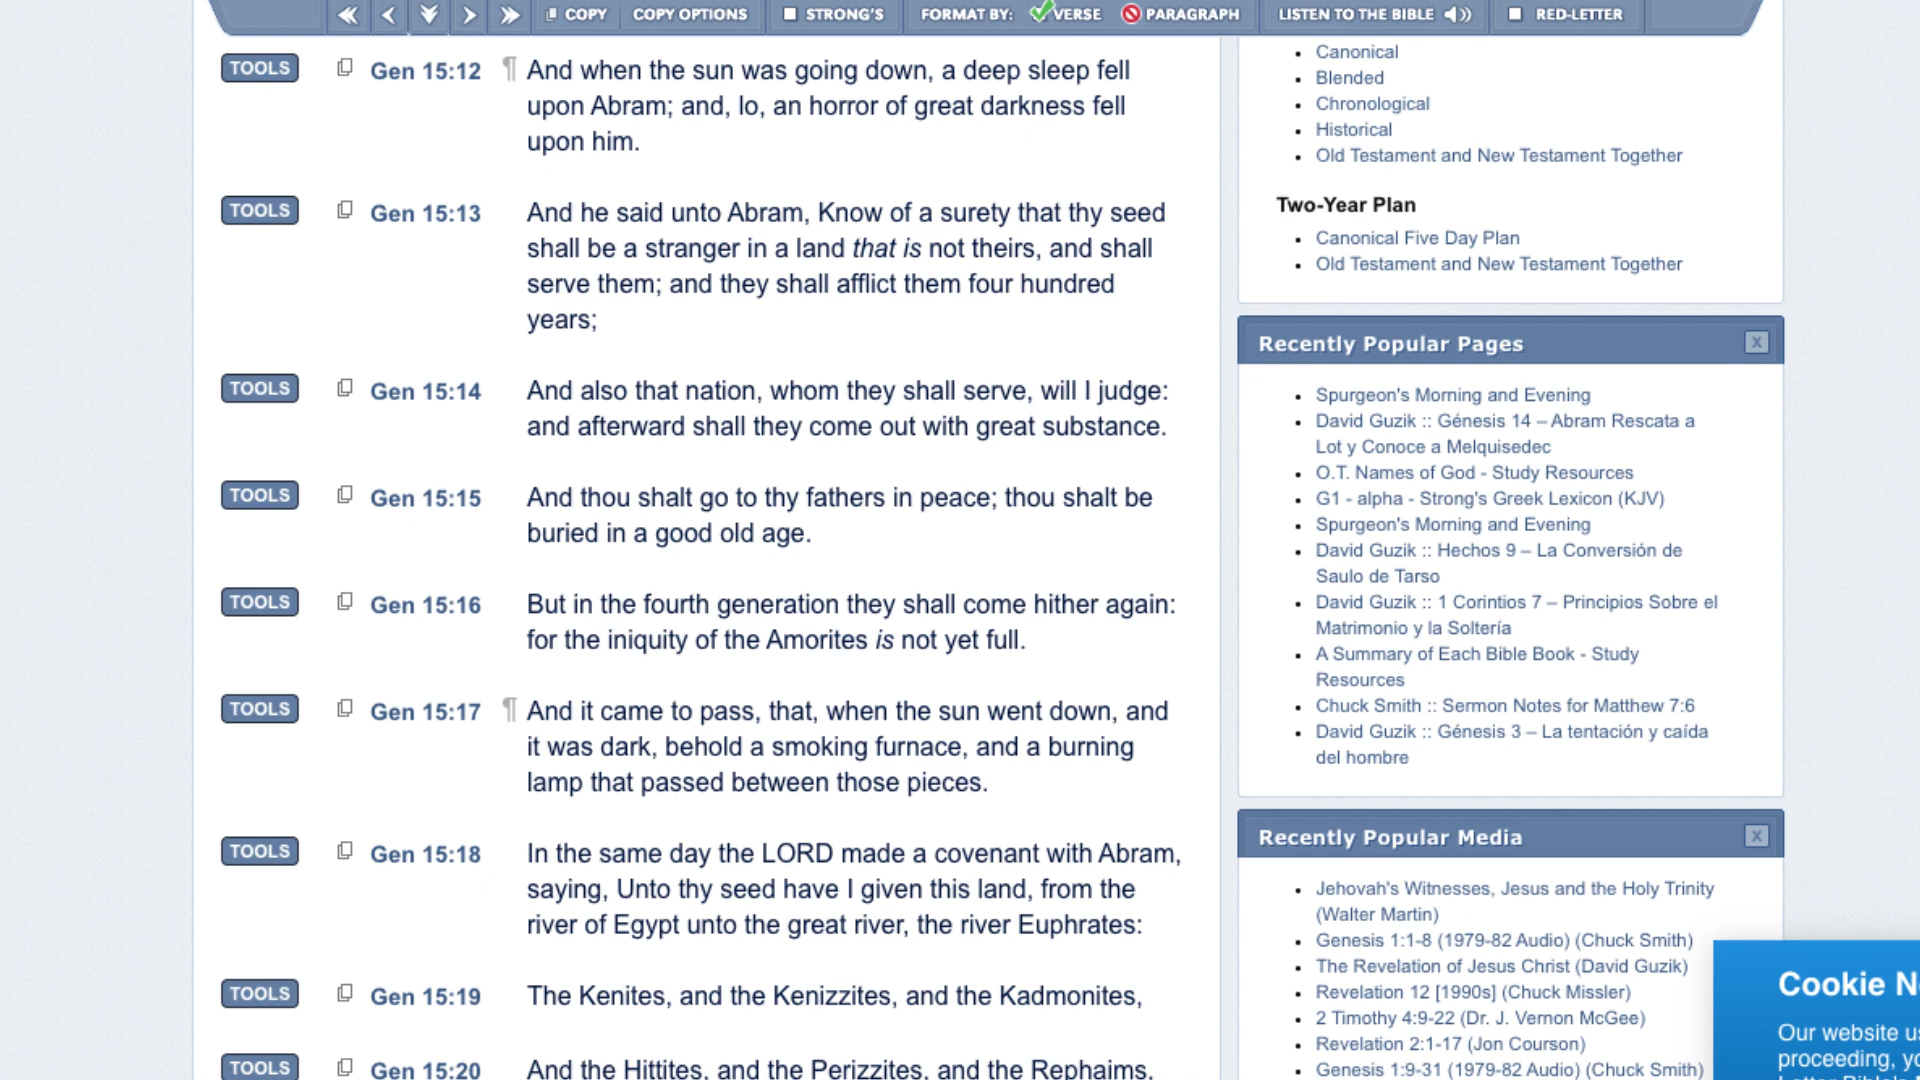 COPY COPY OPTIONS STRONG'S FORMAT BY: VERSE PARAGRAPH LISTEN TO THE BIBLE RED-LETTER
TOOLS Gen 15:12 ¶ And when the sun was going down, a deep sleep fell
upon Abram; and, lo, an horror of great darkness fell
upon him.
TOOLS Gen 15:13 And he said unto Abram, Know of a surety that thy seed
shall be a stranger in a land that is not theirs, and shall
serve them; and they shall afflict them four hundred
years;
TOOLS Gen 15:14 And also that nation, whom they shall serve, will I judge:
and afterward shall they come out with great substance.
TOOLS Gen 15:15 And thou shalt go to thy fathers in peace; thou shalt be
buried in a good old age.
TOOLS Gen 15:16 But in the fourth generation they shall come hither again:
for the iniquity of the Amorites is not yet full.
TOOLS Gen 15:17 ¶ And it came to pass, that, when the sun went down, and
it was dark, behold a smoking furnace, and a burning
lamp that passed between those pieces.
TOOLS Gen 15:18 In the same day the LORD made a covenant with Abram,
saying, Unto thy seed have I given this land, from the
river of Egypt unto the great river, the river Euphrates:
TOOLS Gen 15:19 The Kenites, and the Kenizzites, and the Kadmonites,
TOOLS Gen 15:20 And the Hittites, and the Perizzites, and the Rephaims,
Canonical
Blended
Chronological
Historical
Old Testament and New Testament Together
Two-Year Plan
Canonical Five Day Plan
Old Testament and New Testament Together
Recently Popular Pages X
Spurgeon's Morning and Evening
David Guzik :: Génesis 14 – Abram Rescata a
Lot y Conoce a Melquisedec
O.T. Names of God - Study Resources
G1 - alpha - Strong's Greek Lexicon (KJV)
Spurgeon's Morning and Evening
David Guzik :: Hechos 9 – La Conversión de
Saulo de Tarso
David Guzik :: 1 Corintios 7 – Principios Sobre el
Matrimonio y la Soltería
A Summary of Each Bible Book - Study
Resources
Chuck Smith :: Sermon Notes for Matthew 7:6
David Guzik :: Génesis 3 – La tentación y caída
del hombre
Recently Popular Media X
Jehovah's Witnesses, Jesus and the Holy Trinity
(Walter Martin)
Genesis 1:1-8 (1979-82 Audio) (Chuck Smith)
The Revelation of Jesus Christ (David Guzik)
Revelation 12 [1990s] (Chuck Missler)
2 Timothy 4:9-22 (Dr. J. Vernon McGee)
Revelation 2:1-17 (Jon Courson)
Genesis 1:9-31 (1979-82 Audio) (Chuck Smith)
Cookie N
Our website u
proceeding, yo